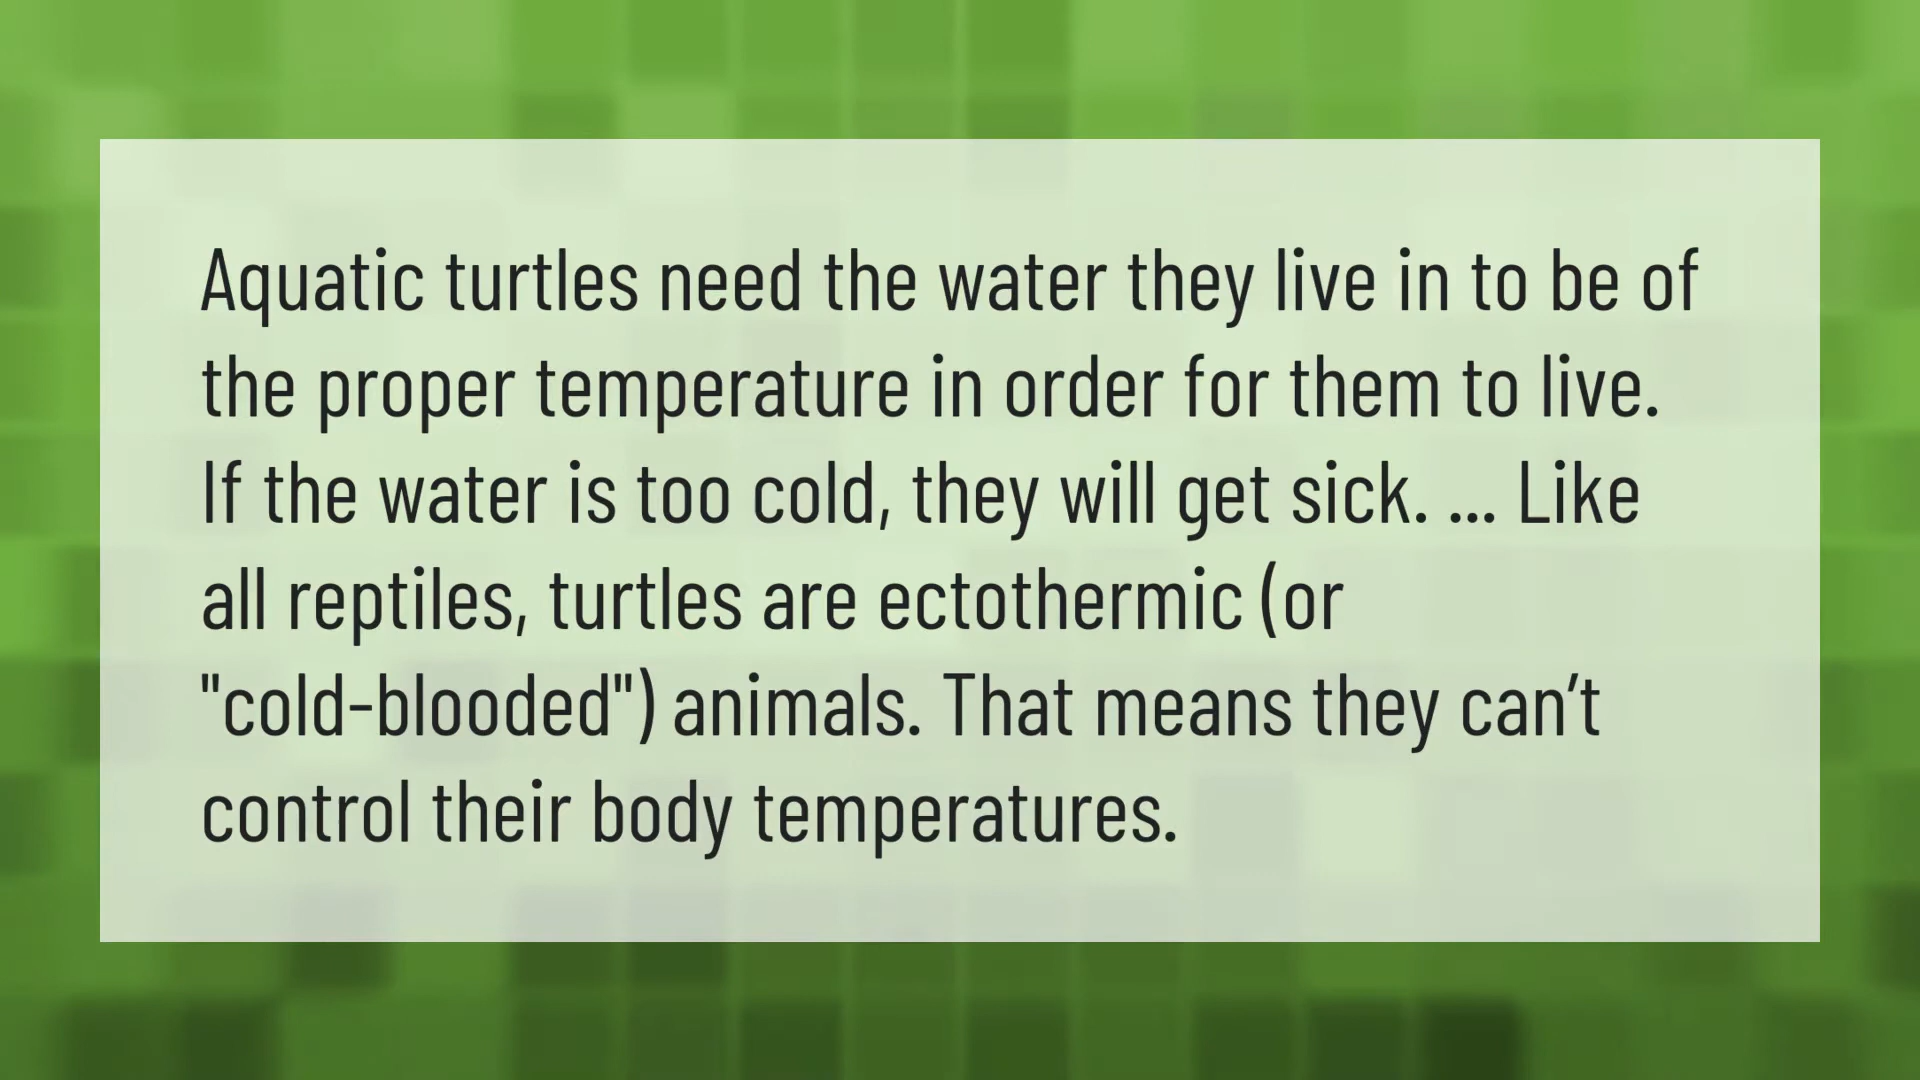 Aquatic turtles need the water they live in to be of
the proper temperature in order for them to live.
If the water is too cold, they will get sick. ... Like
all reptiles, turtles are ectothermic (or
"cold-blooded") animals. That means they can’t
control their body temperatures.